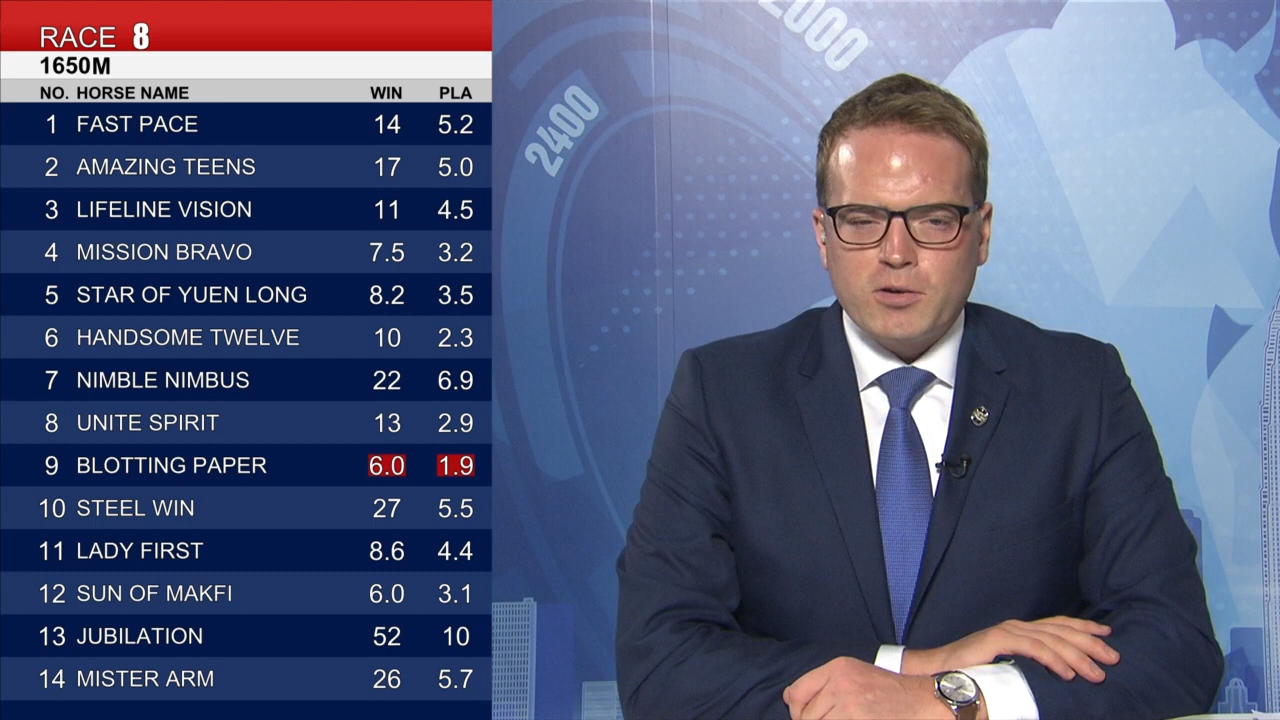 RACE 8
1650M
NO. HORSE NAME WIN PLA
1 FAST PACE 14 5.2
2 AMAZING TEENS 17 5.0
3 LIFELINE VISION 11 4.5
4 MISSION BRAVO 7.5 3.2
5 STAR OF YUEN LONG 8.2 3.5
6 HANDSOME TWELVE 10 2.3
7 NIMBLE NIMBUS 22 6.9
8 UNITE SPIRIT 13 2.9
9 BLOTTING PAPER 6.0 1.9
10 STEEL WIN 27 5.5
11 LADY FIRST 8.6 4.4
12 SUN OF MAKFI 6.0 3.1
13 JUBILATION 52 10
14 MISTER ARM 26 5.7
2000
2400